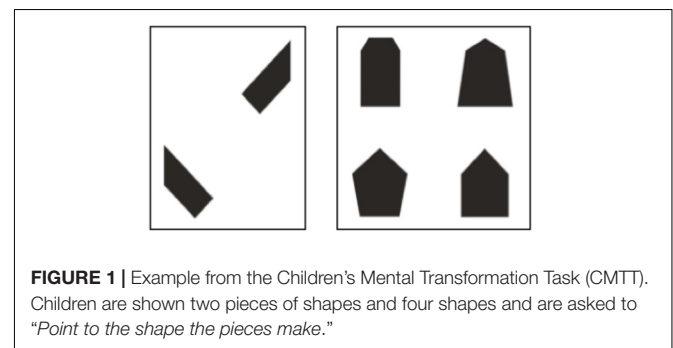 FIGURE 1 | Example from the Children's Mental Transformation Task (CMTT).
Children are shown two pieces of shapes and four shapes and are asked to
“Point to the shape the pieces make.”